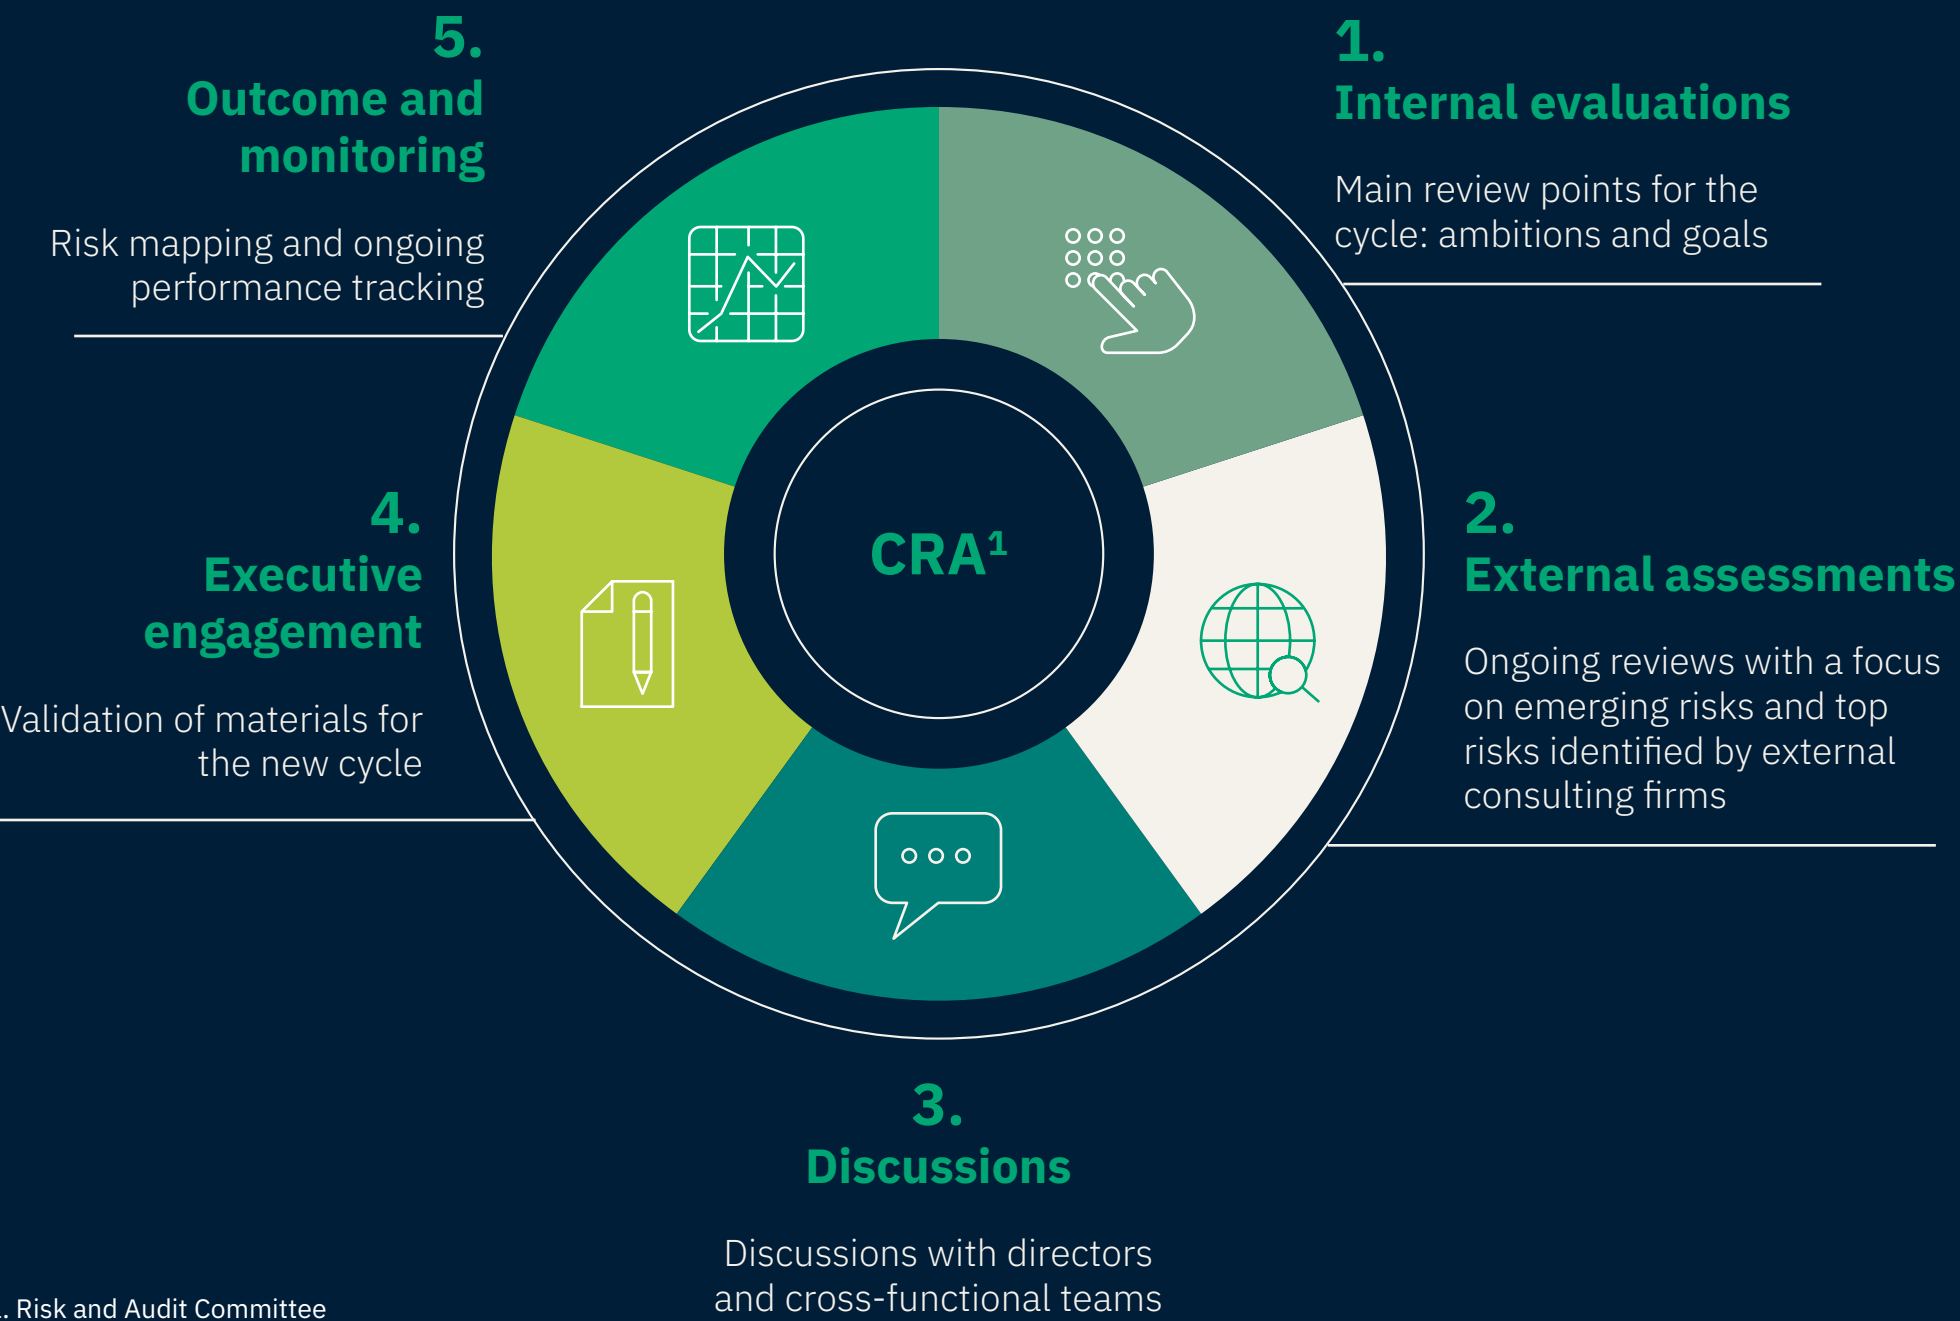 1.
Internal evaluations
Main review points for the
cycle: ambitions and goals
2.
External assessments
Ongoing reviews with a focus
on emerging risks and top
risks identified by external
consulting firms
3.
Discussions
Discussions with directors
and cross-functional teams
4.
Executive
engagement
Validation of materials for
the new cycle
5.
Outcome and
monitoring
Risk mapping and ongoing
performance tracking
CRA¹
. Risk and Audit Committee